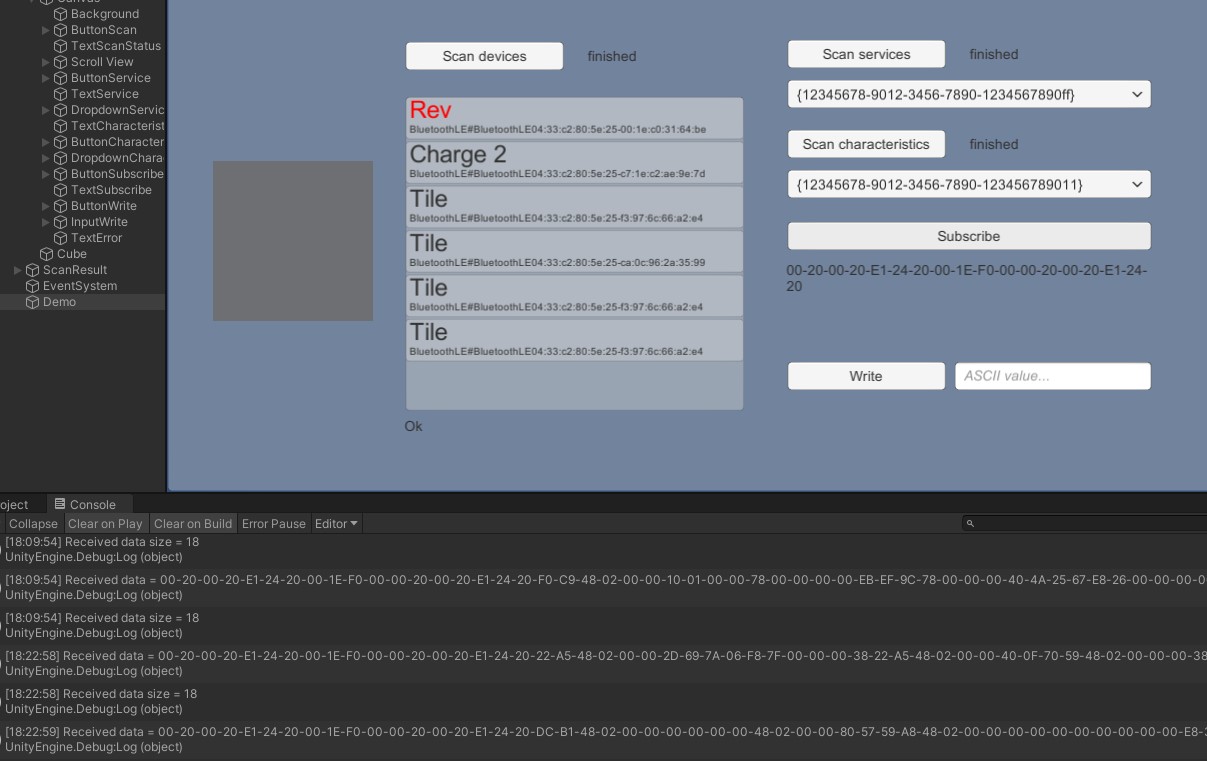 Canvas
Background
ButtonScan
TextScanStatus
Scroll View
ButtonService
TextService
DropdownServic
TextCharacterist
ButtonCharacter
DropdownChara
ButtonSubscribe
TextSubscribe
ButtonWrite
InputWrite
TextError
Cube
ScanResult
EventSystem
Demo
Scan devices finished
Rev
BluetoothLE#BluetoothLE04:33:c2:80:5e:25-00:1e:c0:31:64:be
Charge 2
BluetoothLE#BluetoothLE04:33:c2:80:5e:25-c7:1e:c2:ae:9e:7d
Tile
BluetoothLE#BluetoothLE04:33:c2:80:5e:25-f3:97:6c:66:a2:e4
Tile
BluetoothLE#BluetoothLE04:33:c2:80:5e:25-ca:0c:96:2a:35:99
Tile
BluetoothLE#BluetoothLE04:33:c2:80:5e:25-f3:97:6c:66:a2:e4
Tile
BluetoothLE#BluetoothLE04:33:c2:80:5e:25-f3:97:6c:66:a2:e4
Ok
Scan services finished
{12345678-9012-3456-7890-1234567890ff}
Scan characteristics finished
{12345678-9012-3456-7890-123456789011}
Subscribe
00-20-00-20-E1-24-20-00-1E-F0-00-00-20-00-20-E1-24-
20
Write ASCII value...
oject Console
Collapse Clear on Play Clear on Build Error Pause Editor
[18:09:54] Received data size = 18
UnityEngine.Debug:Log (object)
[18:09:54] Received data = 00-20-00-20-E1-24-20-00-1E-F0-00-00-20-00-20-E1-24-20-F0-C9-48-02-00-00-10-01-00-00-78-00-00-00-00-EB-EF-9C-78-00-00-00-40-4A-25-67-E8-26-00-00-00-0
UnityEngine.Debug:Log (object)
[18:09:54] Received data size = 18
UnityEngine.Debug:Log (object)
[18:22:58] Received data = 00-20-00-20-E1-24-20-00-1E-F0-00-00-20-00-20-E1-24-20-22-A5-48-02-00-00-2D-69-7A-06-F8-7F-00-00-00-38-22-A5-48-02-00-00-40-0F-70-59-48-02-00-00-00-38
UnityEngine.Debug:Log (object)
[18:22:58] Received data size = 18
UnityEngine.Debug:Log (object)
[18:22:59] Received data = 00-20-00-20-E1-24-20-00-1E-F0-00-00-20-00-20-E1-24-20-DC-B1-48-02-00-00-00-00-00-00-48-02-00-00-80-57-59-A8-48-02-00-00-00-00-00-00-00-00-00-00-E8-3
UnityEngine.Debug:Log (object)